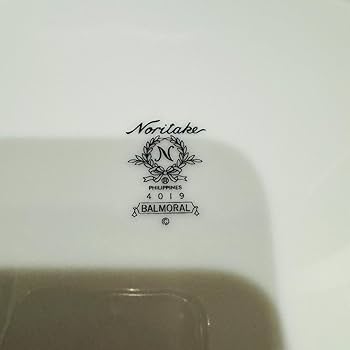 Noritake
N
®
PHILIPPINES
4019
BALMORAL
©